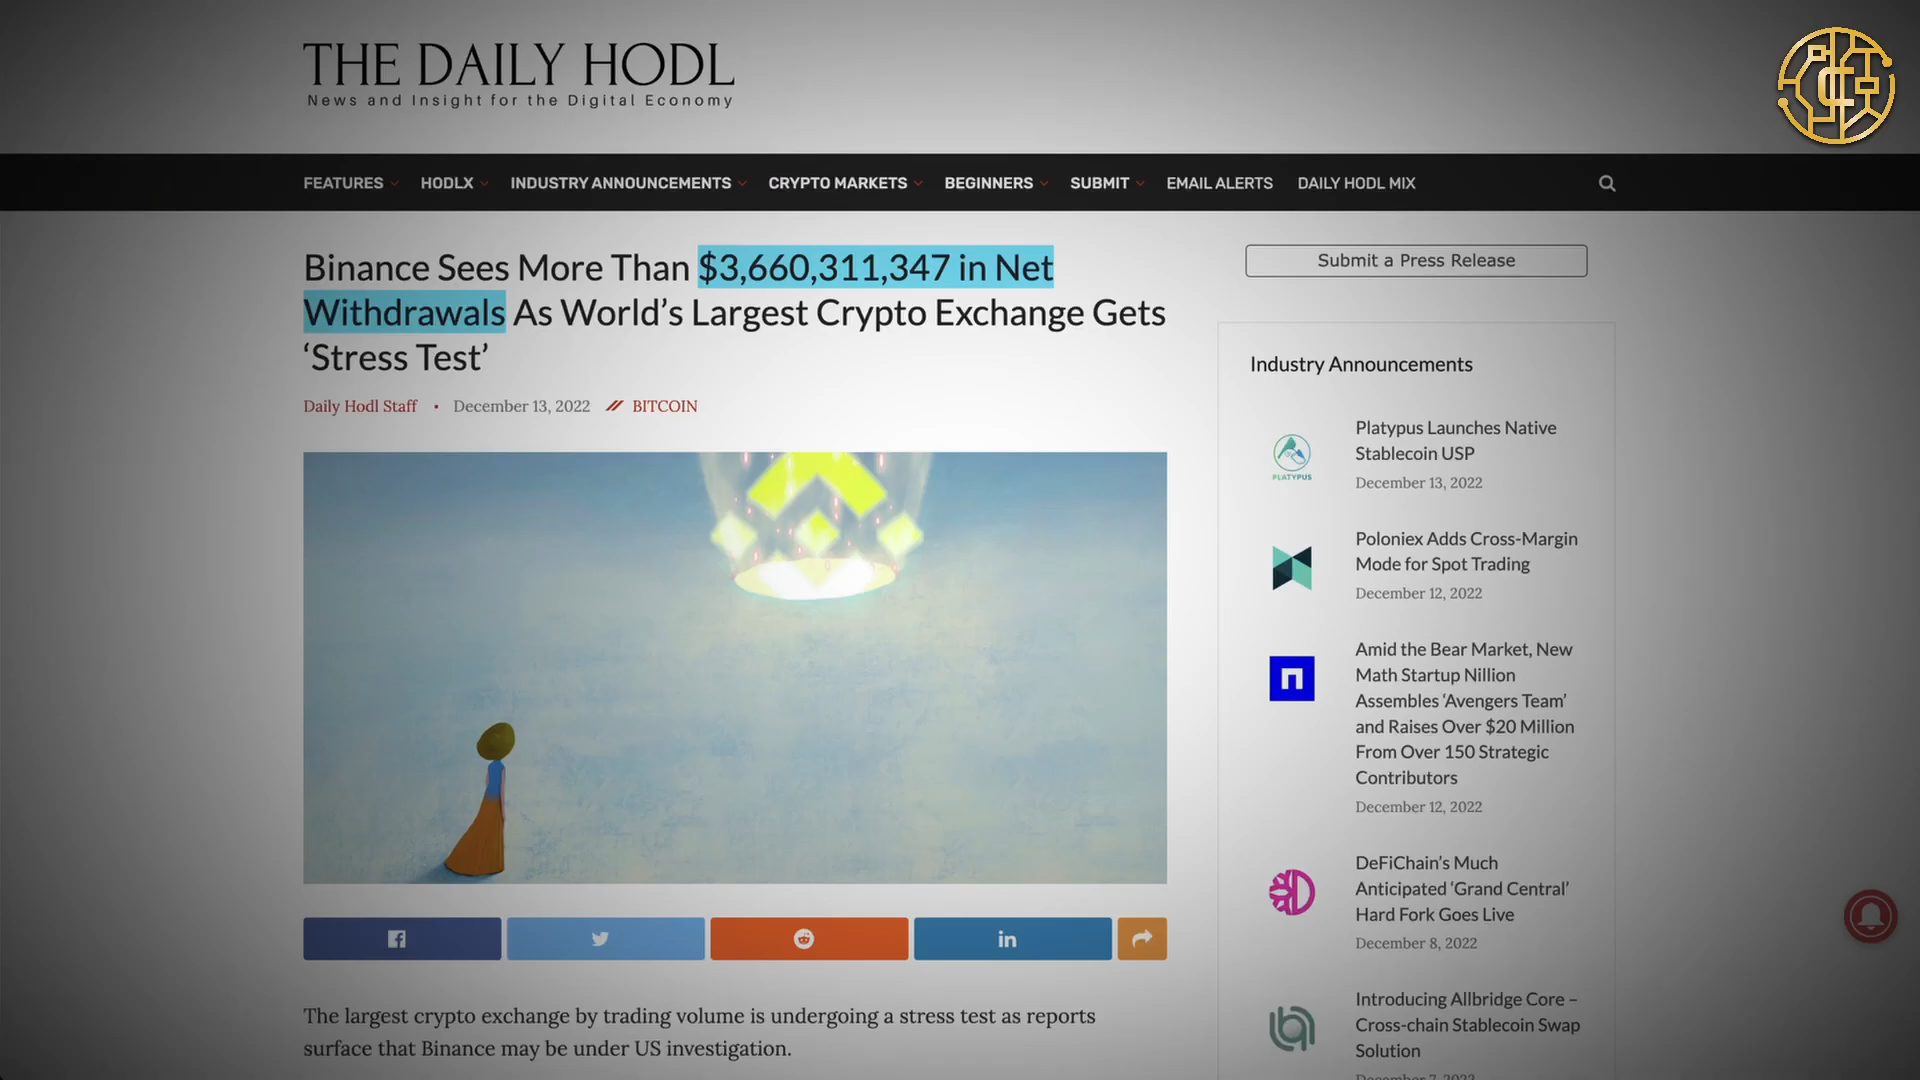 THE DAILY HODL
News and Insight for the Digital Economy
FEATURES HODLX INDUSTRY ANNOUNCEMENTS CRYPTO MARKETS BEGINNERS SUBMIT EMAIL ALERTS DAILY HODL MIX
Binance Sees More Than $3,660,311,347 in Net
Withdrawals As World’s Largest Crypto Exchange Gets
‘Stress Test’
Daily Hodl Staff • December 13, 2022 // BITCOIN
The largest crypto exchange by trading volume is undergoing a stress test as reports
surface that Binance may be under US investigation.
Submit a Press Release
Industry Announcements
PLATYPUS
Platypus Launches Native
Stablecoin USP
December 13, 2022
Poloniex Adds Cross-Margin
Mode for Spot Trading
December 12, 2022
Amid the Bear Market, New
Math Startup Nillion
Assembles ‘Avengers Team’
and Raises Over $20 Million
From Over 150 Strategic
Contributors
December 12, 2022
DeFiChain’s Much
Anticipated ‘Grand Central’
Hard Fork Goes Live
December 8, 2022
Introducing Allbridge Core –
Cross-chain Stablecoin Swap
Solution
December 7, 2022